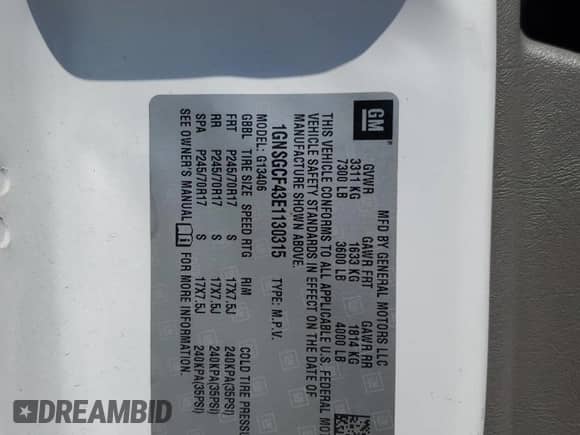 GM
MFD BY GENERAL MOTORS LLC
GVWR GAWR FRT GAWR RR
3311 KG 1633 KG 1814 KG
7300 LB 3600 LB 4000 LB
THIS VEHICLE CONFORMS TO ALL APPLICABLE U.S. FEDERAL MOT
VEHICLE SAFETY STANDARDS IN EFFECT ON THE DATE OF
MANUFACTURE SHOWN ABOVE.
1GNSGCF43E1130315 TYPE: M.P.V.
MODEL: G13406
GBBL TIRE SIZE SPEED RTG RIM COLD TIRE PRESSU
FRT P245/70R17 S 17X7.5J 240KPA(35PSI)
RR P245/70R17 S 17X7.5J 240KPA(35PSI)
SPA P245/70R17 S 17X7.5J 240KPA(35PSI)
SEE OWNER'S MANUAL FOR MORE INFORMATION.
DREAMBID